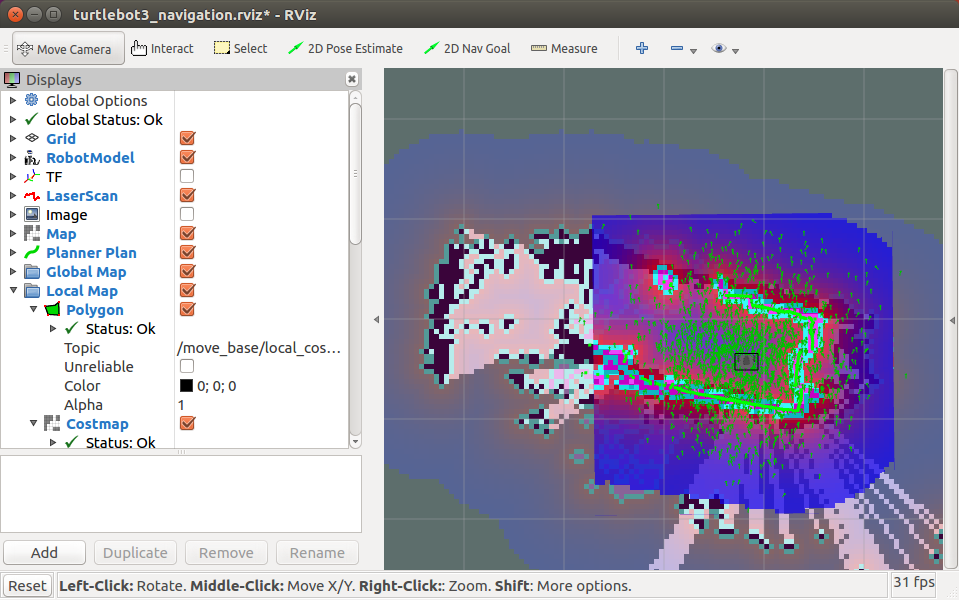 turtlebot3_navigation.rviz* - RViz
Move Camera Interact Select 2D Pose Estimate 2D Nav Goal Measure
Displays
Global Options
Global Status: Ok
Grid
RobotModel
TF
LaserScan
Image
Map
Planner Plan
Global Map
Local Map
Polygon
Status: Ok
Topic /move_base/local_cos...
Unreliable
Color 0; 0; 0
Alpha 1
Costmap
Status: Ok
Add Duplicate Remove Rename
Reset Left-Click: Rotate. Middle-Click: Move X/Y. Right-Click:: Zoom. Shift: More options. 31 fps